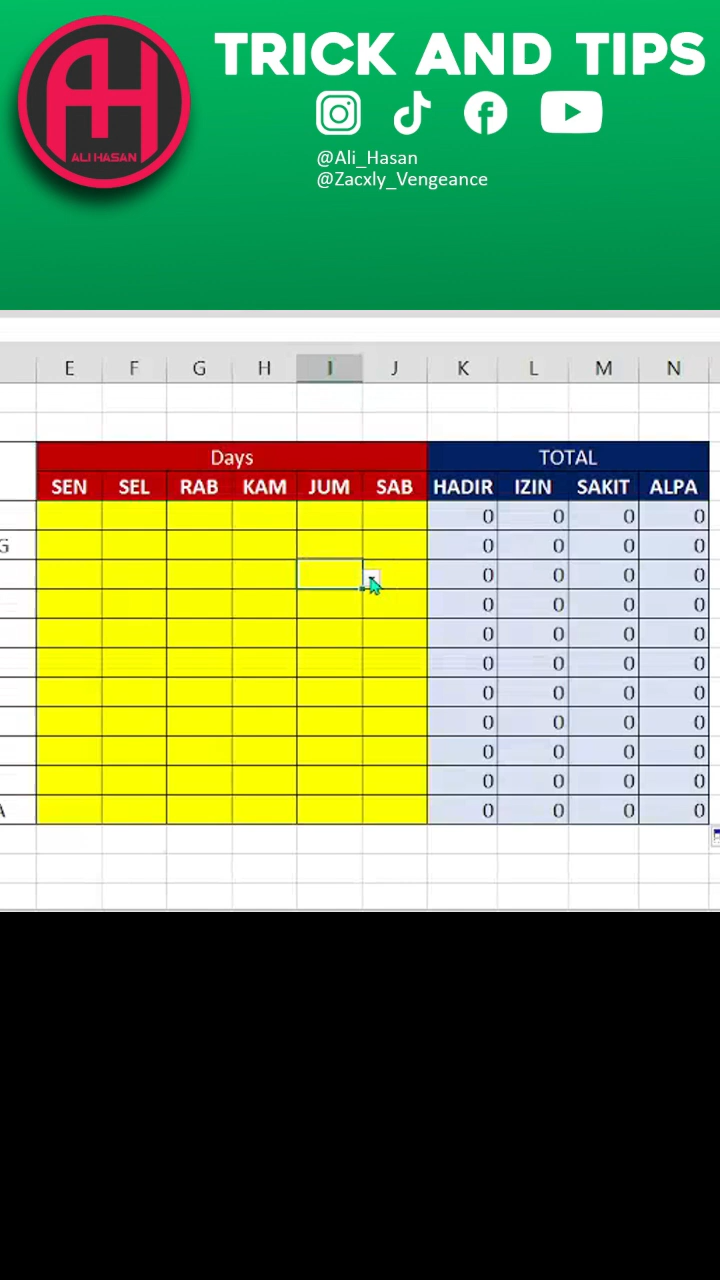 TRICK AND TIPS
ALI HASAN
@Ali_Hasan
@Zacxly_Vengeance
E F G H I J K L M N
Days TOTAL
SEN SEL RAB KAM JUM SAB HADIR IZIN SAKIT ALPA
0 0 0 0
G 0 0 0 0
0 0 0 0
0 0 0 0
0 0 0 0
0 0 0 0
0 0 0 0
0 0 0 0
0 0 0 0
0 0 0 0
A 0 0 0 0